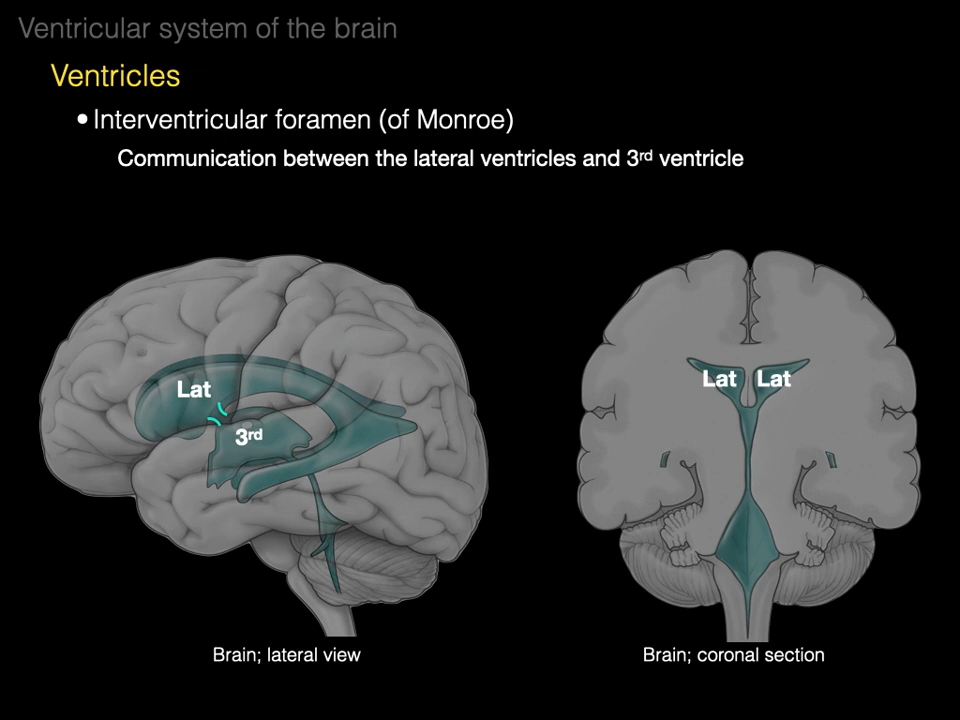 Ventricular system of the brain
Ventricles
• Interventricular foramen (of Monroe)
Communication between the lateral ventricles and 3rd ventricle
Lat
3rd
Lat Lat
Brain; lateral view
Brain; coronal section